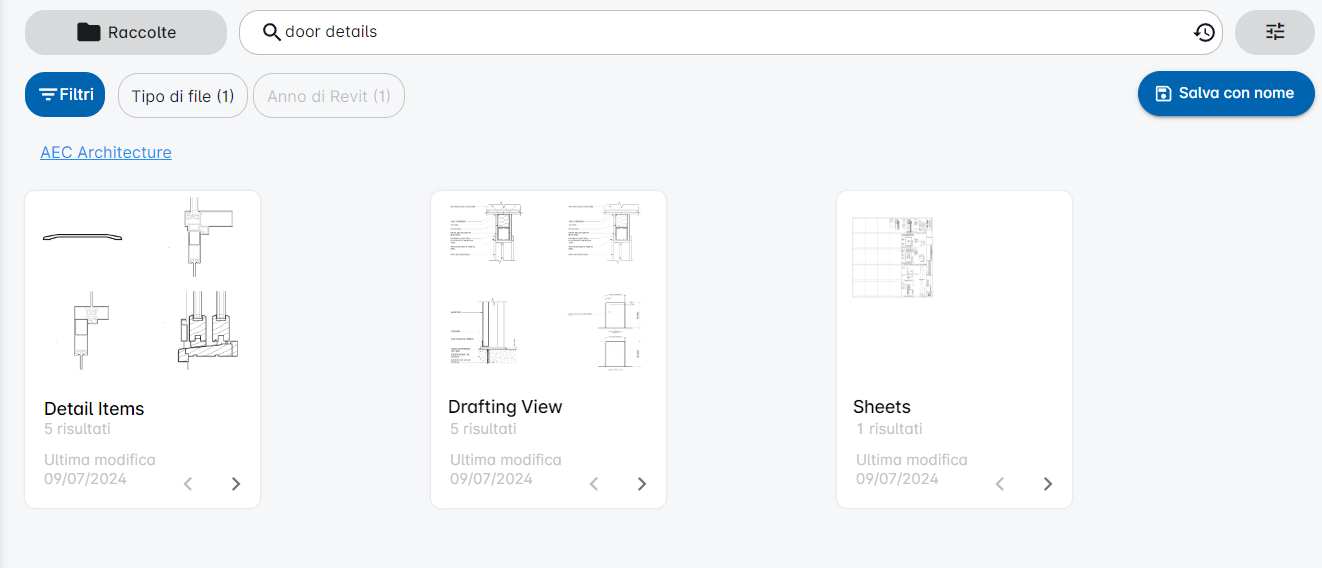 Raccolte
door details
Filtri
Tipo di file (1)
Anno di Revit (1)
Salva con nome
AEC Architecture
Detail Items
5 risultati
Ultima modifica
09/07/2024
Drafting View
5 risultati
Ultima modifica
09/07/2024
Sheets
1 risultati
Ultima modifica
09/07/2024